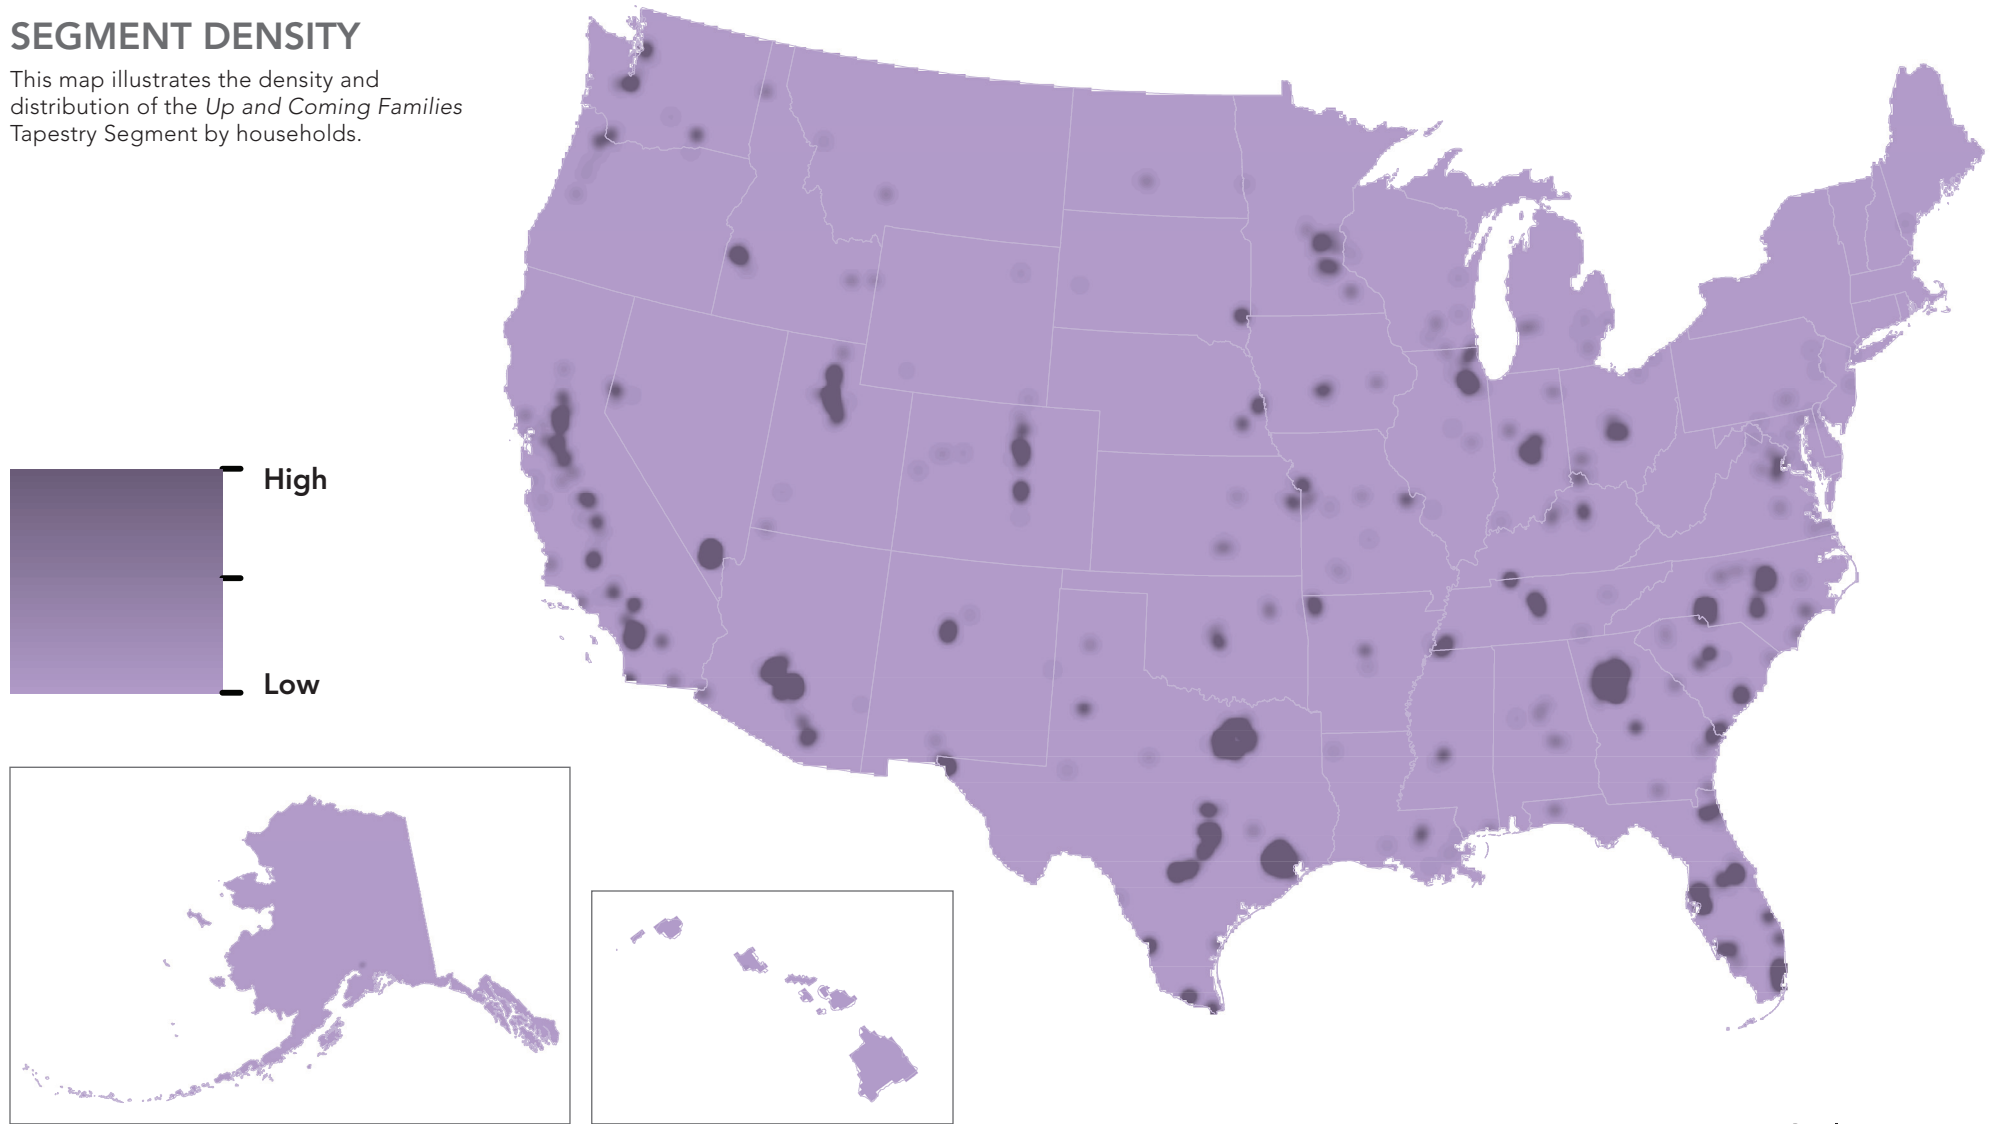 SEGMENT DENSITY
This map illustrates the density and
distribution of the Up and Coming Families
Tapestry Segment by households.
High
Low